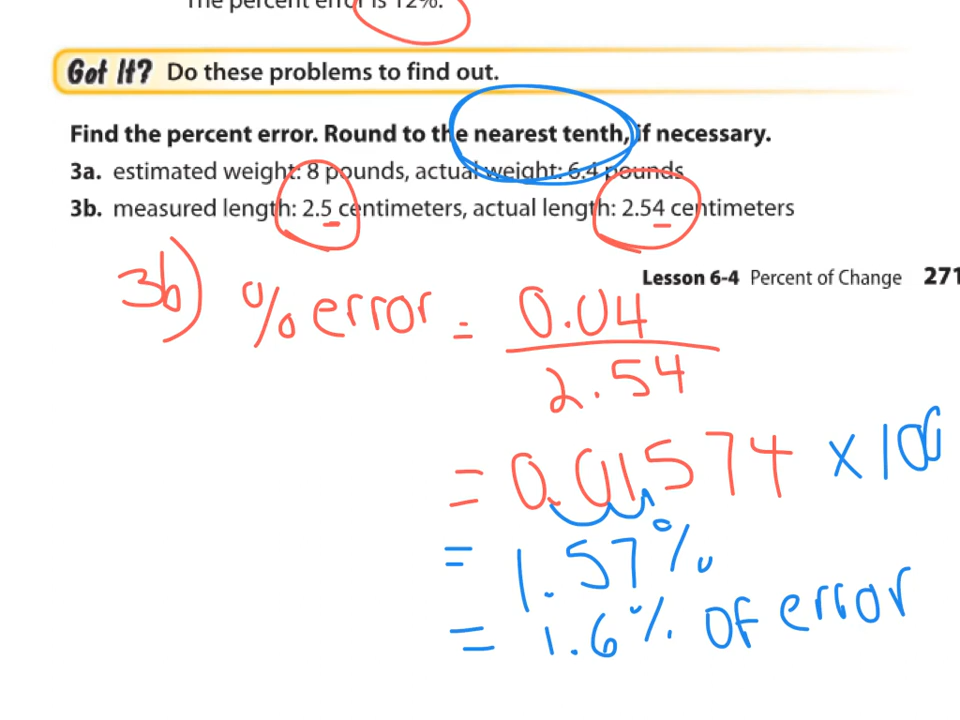 The percent error is 12%.
Got It? Do these problems to find out.
Find the percent error. Round to the nearest tenth, if necessary.
3a. estimated weight: 8 pounds, actual weight: 6.4 pounds
3b. measured length: 2.5 centimeters, actual length: 2.54 centimeters
Lesson 6-4 Percent of Change 271
3b) % error = 0.04
2.54
= 0.01574 x 100
= 1.57%
= 1.6% of error